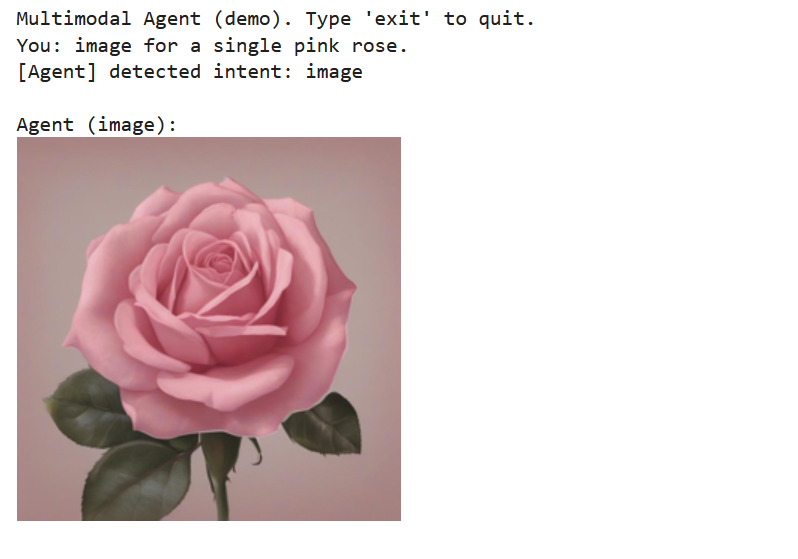 Multimodal Agent (demo). Type 'exit' to quit.
You: image for a single pink rose.
[Agent] detected intent: image
Agent (image):